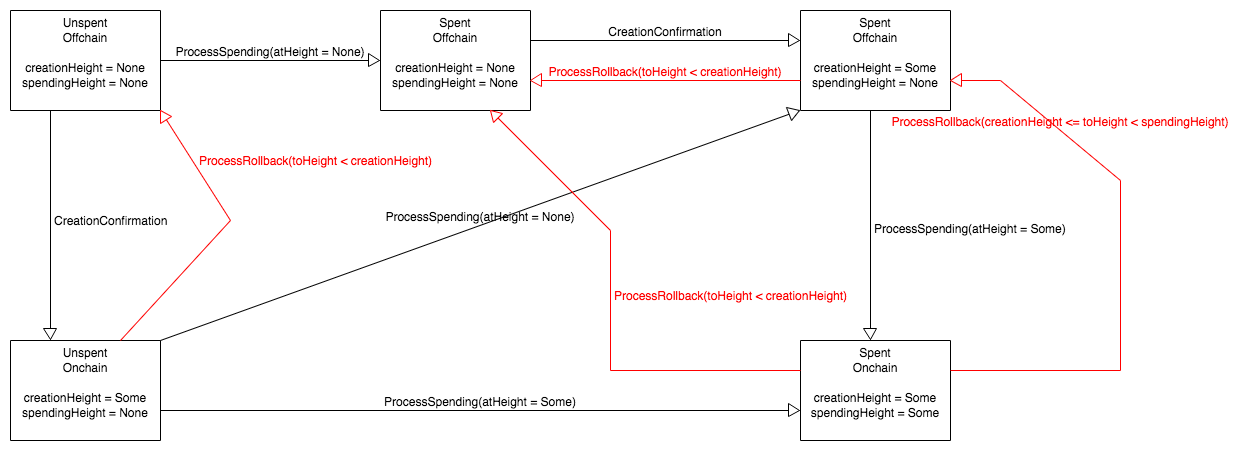 Unspent
Offchain
creationHeight = None
spendingHeight = None
ProcessSpending(atHeight = None)
Spent
Offchain
creationHeight = None
spendingHeight = None
CreationConfirmation
ProcessRollback(toHeight < creationHeight)
Spent
Offchain
creationHeight = Some
spendingHeight = None
ProcessRollback(creationHeight <= toHeight < spendingHeight)
ProcessRollback(toHeight < creationHeight)
CreationConfirmation
ProcessSpending(atHeight = None)
ProcessSpending(atHeight = Some)
ProcessRollback(toHeight < creationHeight)
Unspent
Onchain
creationHeight = Some
spendingHeight = None
ProcessSpending(atHeight = Some)
Spent
Onchain
creationHeight = Some
spendingHeight = Some